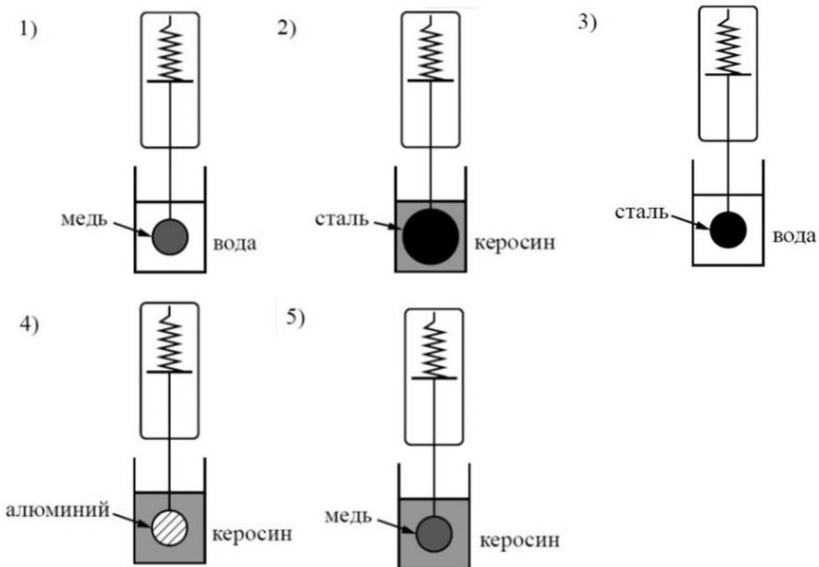 1)
медь
вода
2)
сталь
керосин
3)
сталь
вода
4)
алюминий
керосин
5)
медь
керосин